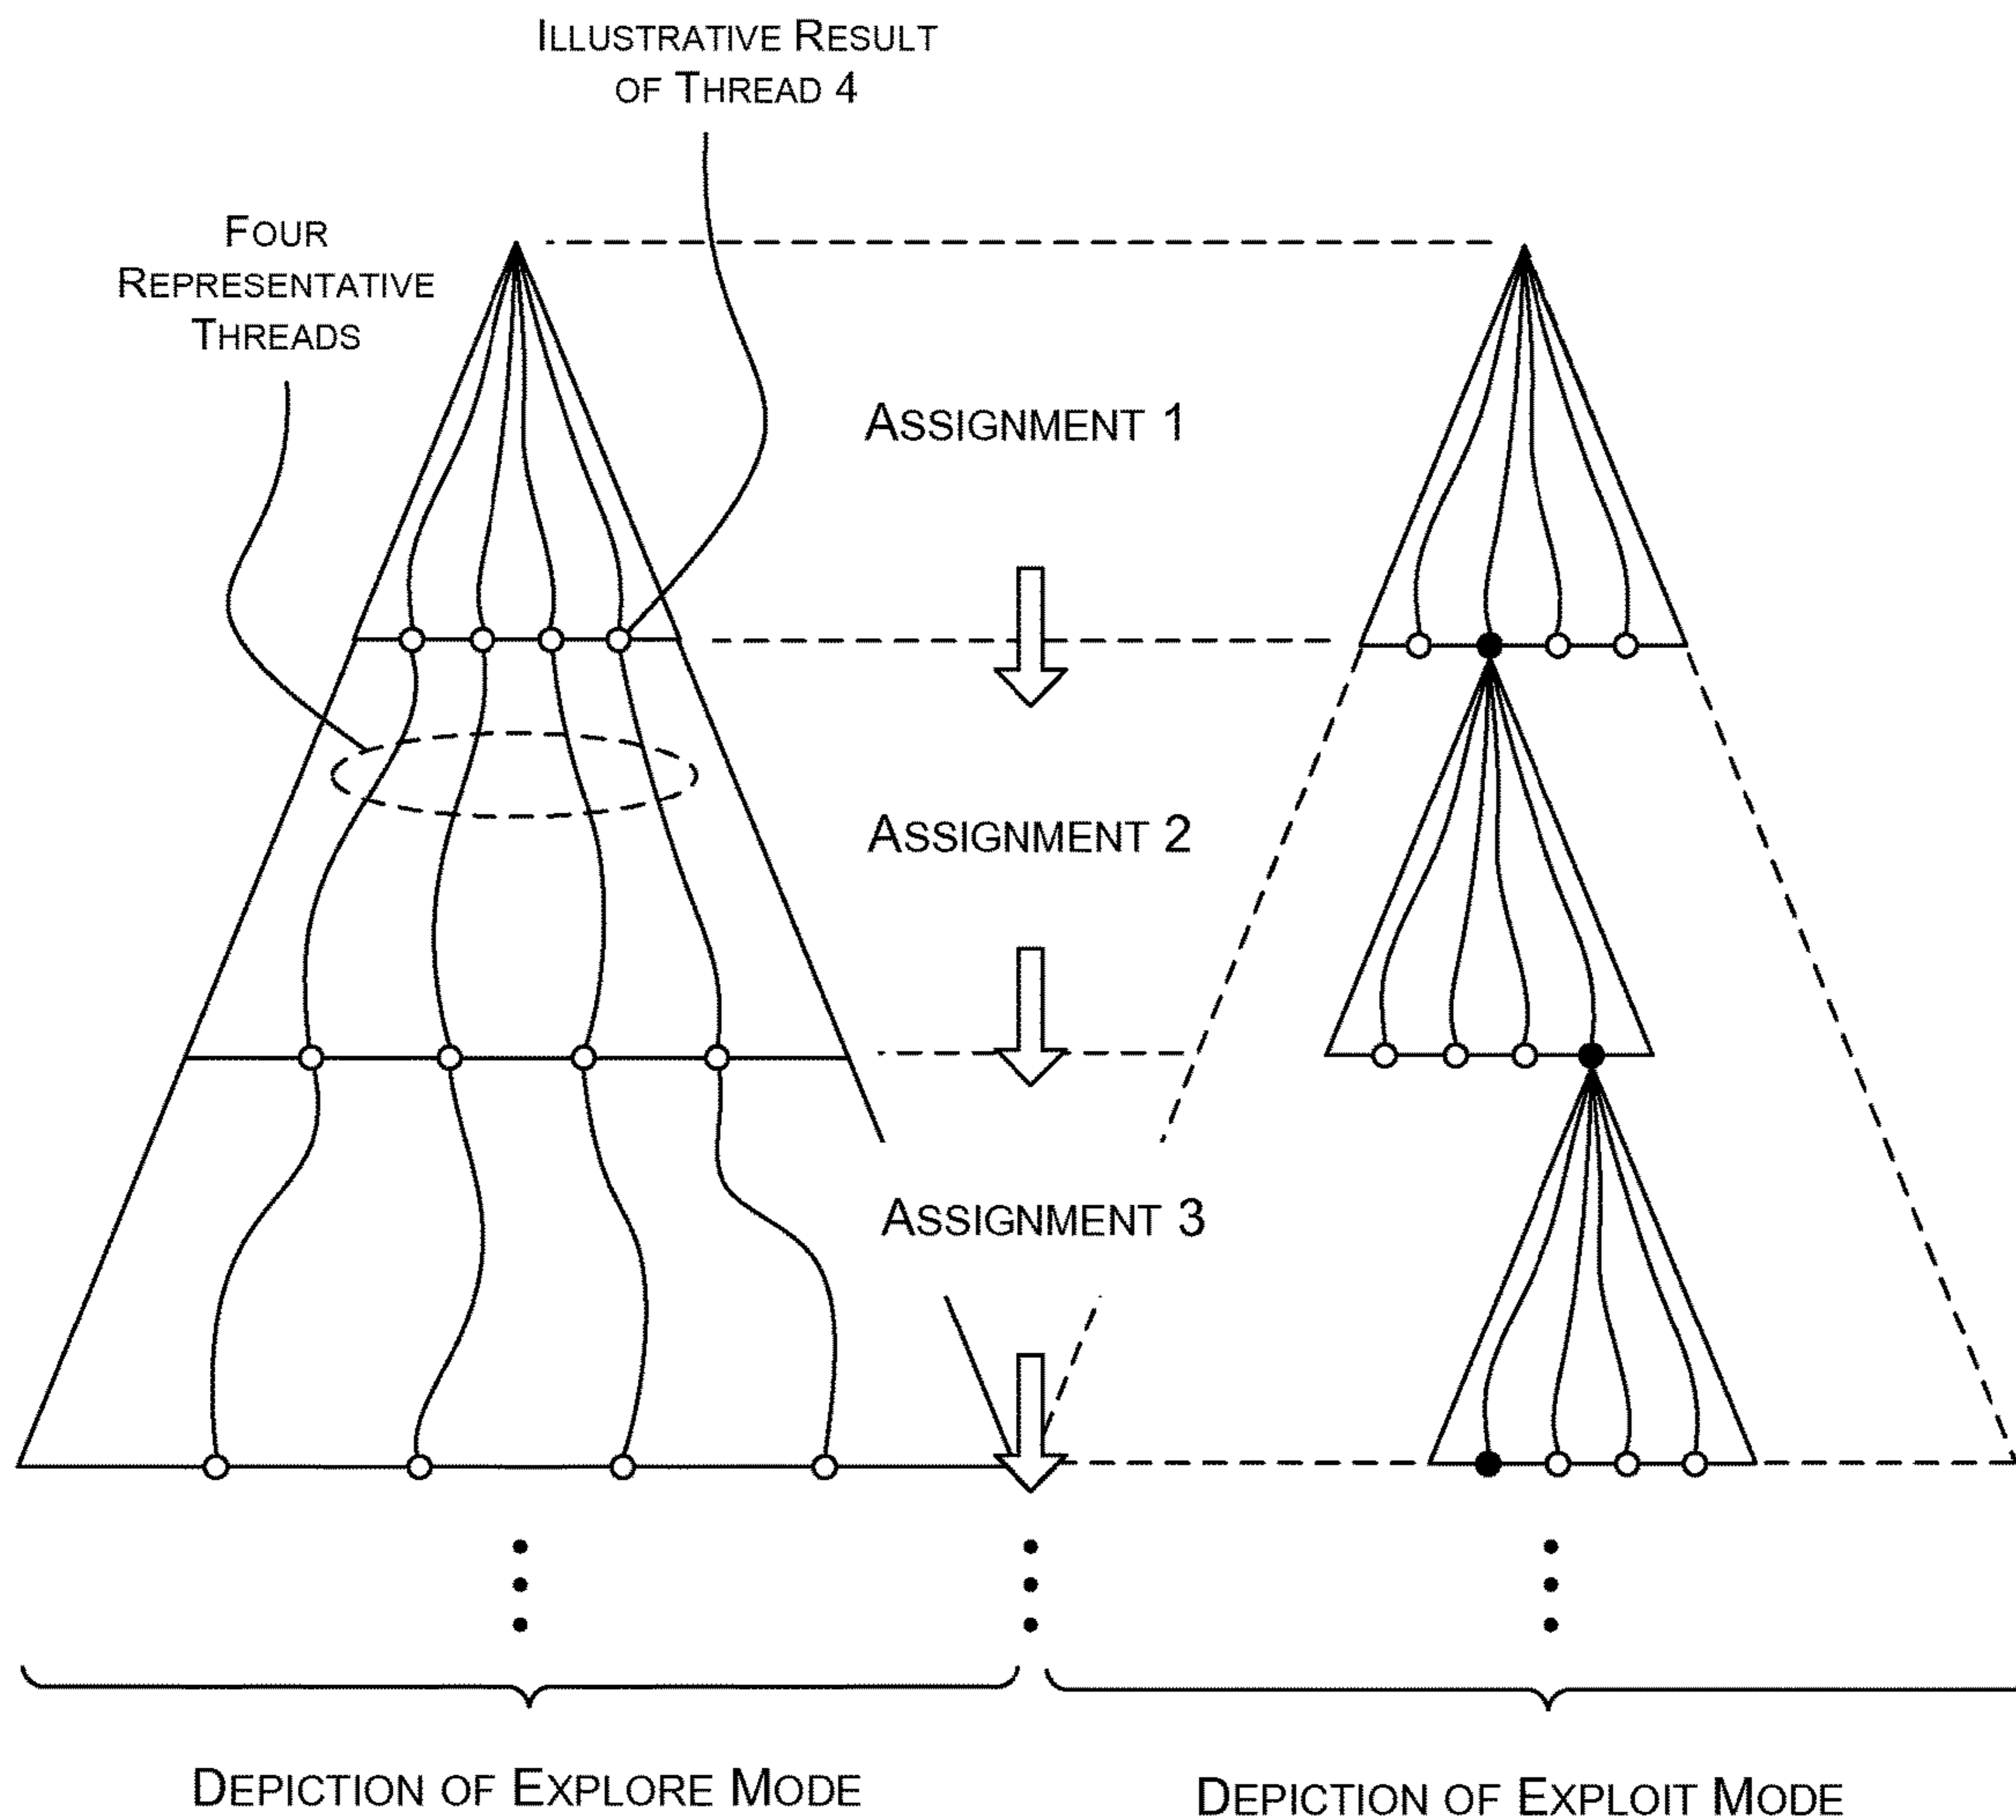 ILLUSTRATIVE RESULT
OF THREAD 4
FOUR
REPRESENTATIVE
THREADS
ASSIGNMENT 1
ASSIGNMENT 2
ASSIGNMENT 3
DEPICTION OF EXPLORE MODE
DEPICTION OF EXPLOIT MODE